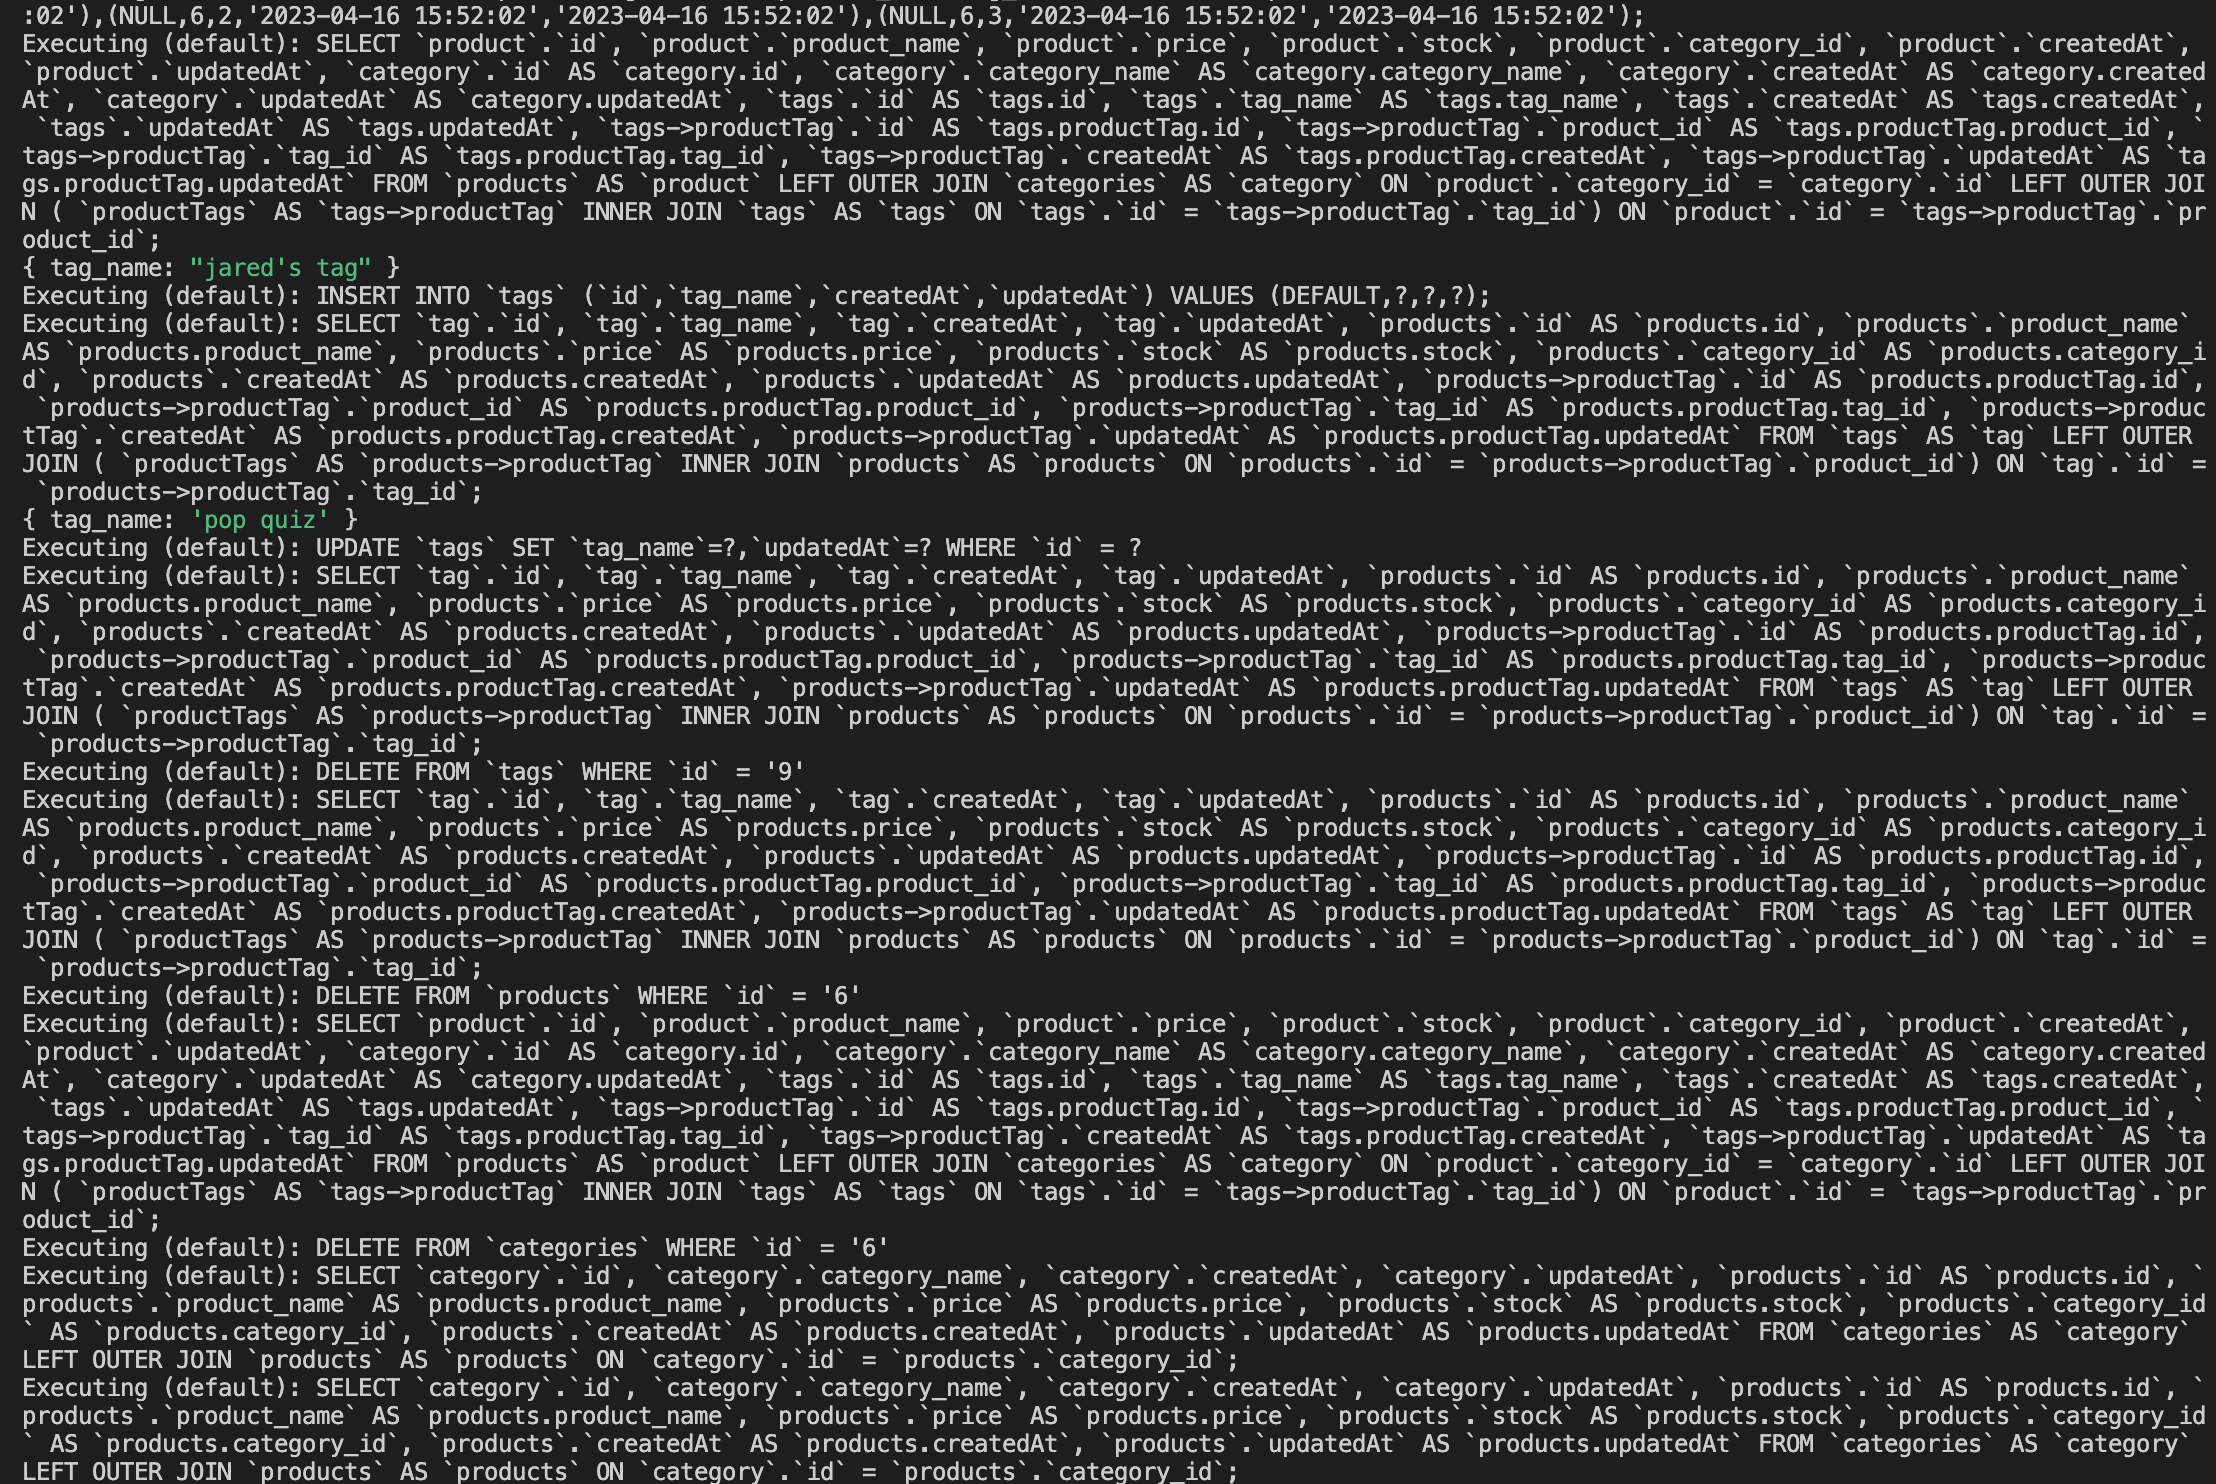 :02'),(NULL,6,2,'2023-04-16 15:52:02','2023-04-16 15:52:02'),(NULL,6,3,'2023-04-16 15:52:02','2023-04-16 15:52:02');
Executing (default): SELECT `product`.`id`, `product`.`product_name`, `product`.`price`, `product`.`stock`, `product`.`category_id`, `product`.`createdAt`,
`product`.`updatedAt`, `category`.`id` AS `category.id`, `category`.`category_name` AS `category.category_name`, `category`.`createdAt` AS `category.created
At`, `category`.`updatedAt` AS `category.updatedAt`, `tags`.`id` AS `tags.id`, `tags`.`tag_name` AS `tags.tag_name`, `tags`.`createdAt` AS `tags.createdAt`,
 `tags`.`updatedAt` AS `tags.updatedAt`, `tags->productTag`.`id` AS `tags.productTag.id`, `tags->productTag`.`product_id` AS `tags.productTag.product_id`, `
tags->productTag`.`tag_id` AS `tags.productTag.tag_id`, `tags->productTag`.`createdAt` AS `tags.productTag.createdAt`, `tags->productTag`.`updatedAt` AS `ta
gs.productTag.updatedAt` FROM `products` AS `product` LEFT OUTER JOIN `categories` AS `category` ON `product`.`category_id` = `category`.`id` LEFT OUTER JOI
N ( `productTags` AS `tags->productTag` INNER JOIN `tags` AS `tags` ON `tags`.`id` = `tags->productTag`.`tag_id`) ON `product`.`id` = `tags->productTag`.`pr
oduct_id`;
{ tag_name: "jared's tag" }
Executing (default): INSERT INTO `tags` (`id`,`tag_name`,`createdAt`,`updatedAt`) VALUES (DEFAULT,?,?,?);
Executing (default): SELECT `tag`.`id`, `tag`.`tag_name`, `tag`.`createdAt`, `tag`.`updatedAt`, `products`.`id` AS `products.id`, `products`.`product_name`
AS `products.product_name`, `products`.`price` AS `products.price`, `products`.`stock` AS `products.stock`, `products`.`category_id` AS `products.category_i
d`, `products`.`createdAt` AS `products.createdAt`, `products`.`updatedAt` AS `products.updatedAt`, `products->productTag`.`id` AS `products.productTag.id`,
 `products->productTag`.`product_id` AS `products.productTag.product_id`, `products->productTag`.`tag_id` AS `products.productTag.tag_id`, `products->produc
tTag`.`createdAt` AS `products.productTag.createdAt`, `products->productTag`.`updatedAt` AS `products.productTag.updatedAt` FROM `tags` AS `tag` LEFT OUTER
JOIN ( `productTags` AS `products->productTag` INNER JOIN `products` AS `products` ON `products`.`id` = `products->productTag`.`product_id`) ON `tag`.`id` =
 `products->productTag`.`tag_id`;
{ tag_name: 'pop quiz' }
Executing (default): UPDATE `tags` SET `tag_name`=?,`updatedAt`=? WHERE `id` = ?
Executing (default): SELECT `tag`.`id`, `tag`.`tag_name`, `tag`.`createdAt`, `tag`.`updatedAt`, `products`.`id` AS `products.id`, `products`.`product_name`
AS `products.product_name`, `products`.`price` AS `products.price`, `products`.`stock` AS `products.stock`, `products`.`category_id` AS `products.category_i
d`, `products`.`createdAt` AS `products.createdAt`, `products`.`updatedAt` AS `products.updatedAt`, `products->productTag`.`id` AS `products.productTag.id`,
 `products->productTag`.`product_id` AS `products.productTag.product_id`, `products->productTag`.`tag_id` AS `products.productTag.tag_id`, `products->produc
tTag`.`createdAt` AS `products.productTag.createdAt`, `products->productTag`.`updatedAt` AS `products.productTag.updatedAt` FROM `tags` AS `tag` LEFT OUTER
JOIN ( `productTags` AS `products->productTag` INNER JOIN `products` AS `products` ON `products`.`id` = `products->productTag`.`product_id`) ON `tag`.`id` =
 `products->productTag`.`tag_id`;
Executing (default): DELETE FROM `tags` WHERE `id` = '9'
Executing (default): SELECT `tag`.`id`, `tag`.`tag_name`, `tag`.`createdAt`, `tag`.`updatedAt`, `products`.`id` AS `products.id`, `products`.`product_name`
AS `products.product_name`, `products`.`price` AS `products.price`, `products`.`stock` AS `products.stock`, `products`.`category_id` AS `products.category_i
d`, `products`.`createdAt` AS `products.createdAt`, `products`.`updatedAt` AS `products.updatedAt`, `products->productTag`.`id` AS `products.productTag.id`,
 `products->productTag`.`product_id` AS `products.productTag.product_id`, `products->productTag`.`tag_id` AS `products.productTag.tag_id`, `products->produc
tTag`.`createdAt` AS `products.productTag.createdAt`, `products->productTag`.`updatedAt` AS `products.productTag.updatedAt` FROM `tags` AS `tag` LEFT OUTER
JOIN ( `productTags` AS `products->productTag` INNER JOIN `products` AS `products` ON `products`.`id` = `products->productTag`.`product_id`) ON `tag`.`id` =
 `products->productTag`.`tag_id`;
Executing (default): DELETE FROM `products` WHERE `id` = '6'
Executing (default): SELECT `product`.`id`, `product`.`product_name`, `product`.`price`, `product`.`stock`, `product`.`category_id`, `product`.`createdAt`,
`product`.`updatedAt`, `category`.`id` AS `category.id`, `category`.`category_name` AS `category.category_name`, `category`.`createdAt` AS `category.created
At`, `category`.`updatedAt` AS `category.updatedAt`, `tags`.`id` AS `tags.id`, `tags`.`tag_name` AS `tags.tag_name`, `tags`.`createdAt` AS `tags.createdAt`,
 `tags`.`updatedAt` AS `tags.updatedAt`, `tags->productTag`.`id` AS `tags.productTag.id`, `tags->productTag`.`product_id` AS `tags.productTag.product_id`, `
tags->productTag`.`tag_id` AS `tags.productTag.tag_id`, `tags->productTag`.`createdAt` AS `tags.productTag.createdAt`, `tags->productTag`.`updatedAt` AS `ta
gs.productTag.updatedAt` FROM `products` AS `product` LEFT OUTER JOIN `categories` AS `category` ON `product`.`category_id` = `category`.`id` LEFT OUTER JOI
N ( `productTags` AS `tags->productTag` INNER JOIN `tags` AS `tags` ON `tags`.`id` = `tags->productTag`.`tag_id`) ON `product`.`id` = `tags->productTag`.`pr
oduct_id`;
Executing (default): DELETE FROM `categories` WHERE `id` = '6'
Executing (default): SELECT `category`.`id`, `category`.`category_name`, `category`.`createdAt`, `category`.`updatedAt`, `products`.`id` AS `products.id`, `
products`.`product_name` AS `products.product_name`, `products`.`price` AS `products.price`, `products`.`stock` AS `products.stock`, `products`.`category_id
` AS `products.category_id`, `products`.`createdAt` AS `products.createdAt`, `products`.`updatedAt` AS `products.updatedAt` FROM `categories` AS `category`
LEFT OUTER JOIN `products` AS `products` ON `category`.`id` = `products`.`category_id`;
Executing (default): SELECT `category`.`id`, `category`.`category_name`, `category`.`createdAt`, `category`.`updatedAt`, `products`.`id` AS `products.id`, `
products`.`product_name` AS `products.product_name`, `products`.`price` AS `products.price`, `products`.`stock` AS `products.stock`, `products`.`category_id
` AS `products.category_id`, `products`.`createdAt` AS `products.createdAt`, `products`.`updatedAt` AS `products.updatedAt` FROM `categories` AS `category`
LEFT OUTER JOIN `products` AS `products` ON `category`.`id` = `products`.`category_id`;